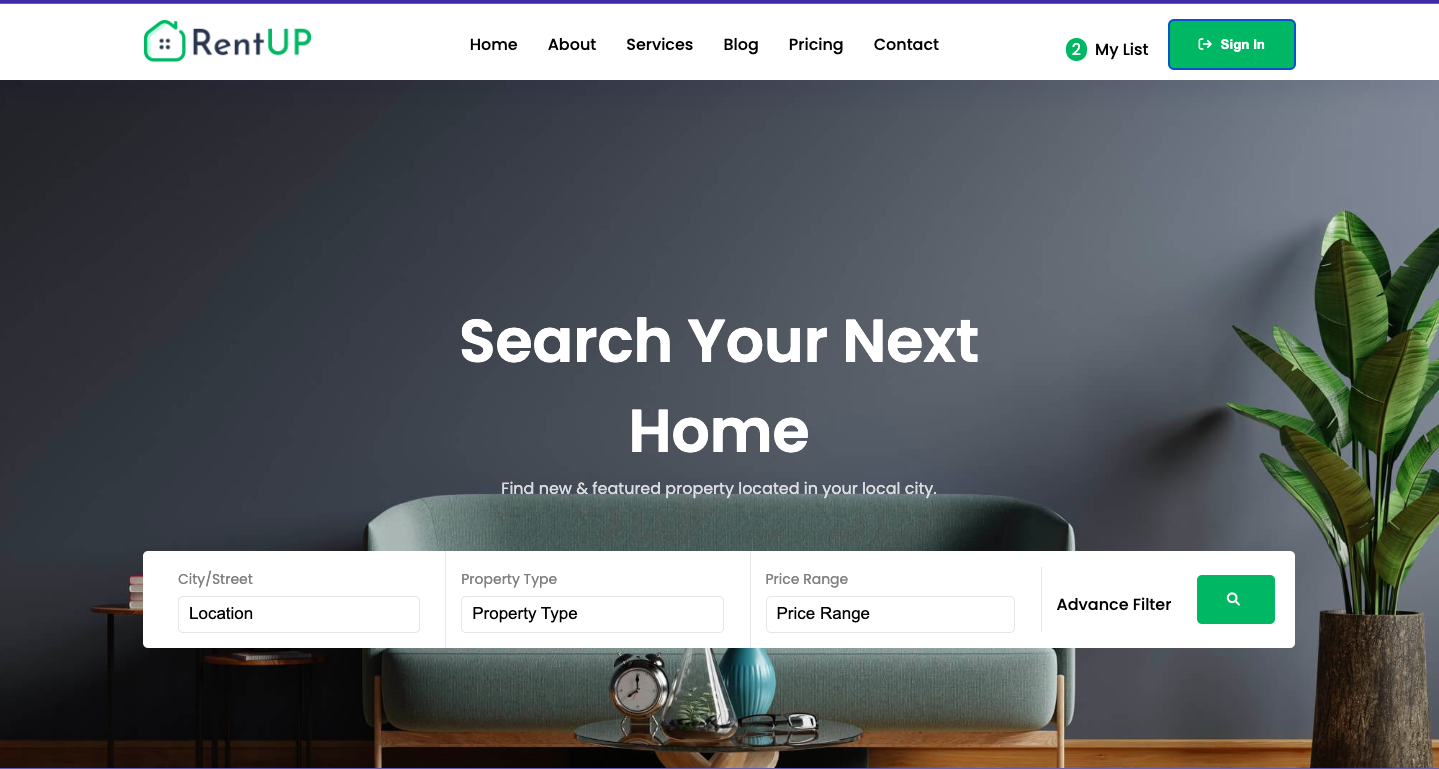 RentUP
Home About Services Blog Pricing Contact
2 My List
Sign In
Search Your Next
Home
Find new & featured property located in your local city.
City/Street
Location
Property Type
Property Type
Price Range
Price Range
Advance Filter